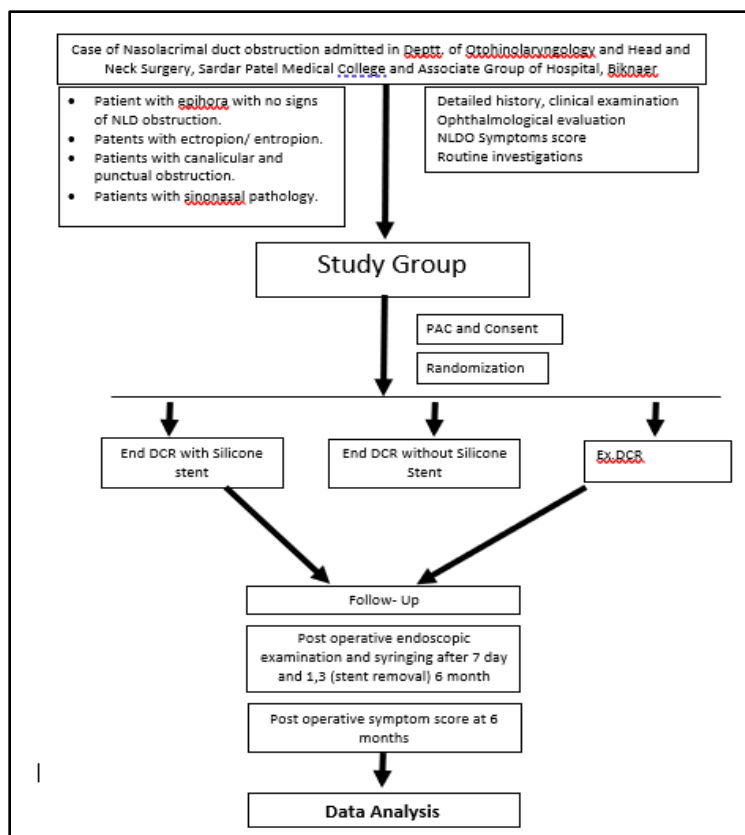 Case of Nasolacrimal duct obstruction admitted in Deptt. of Otohinolaryngology and Head and
Neck Surgery, Sardar Patel Medical College and Associate Group of Hospital, Biknaer
• Patient with epihora with no signs
of NLD obstruction.
• Patents with ectropion/ entropion.
• Patients with canalicular and
punctual obstruction.
• Patients with sinonasal pathology.
Detailed history, clinical examination
Ophthalmological evaluation
NLDO Symptoms score
Routine investigations
Study Group
PAC and Consent
Randomization
End DCR with Silicone
stent
End DCR without Silicone
Stent
Ex.DCR
Follow- Up
Post operative endoscopic
examination and syringing after 7 day
and 1,3 (stent removal) 6 month
Post operative symptom score at 6
months
Data Analysis